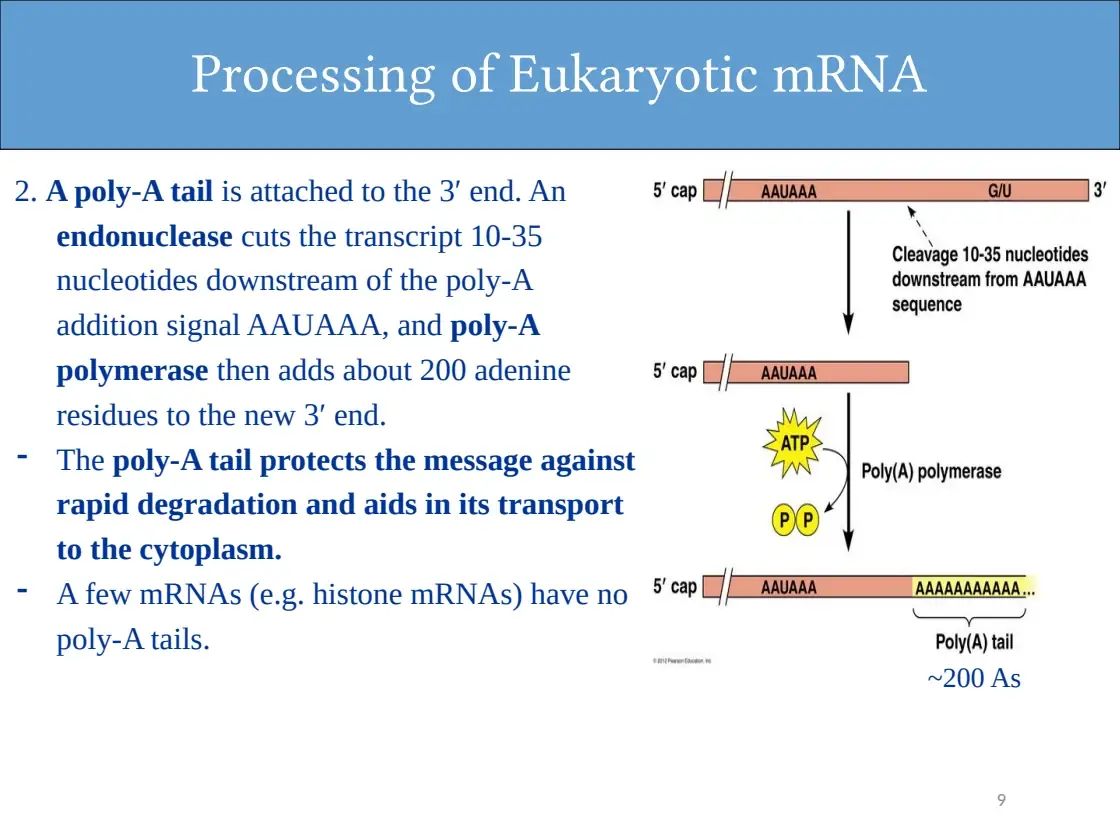 Processing of Eukaryotic mRNA
2. A poly-A tail is attached to the 3′ end. An
endonuclease cuts the transcript 10-35
nucleotides downstream of the poly-A
addition signal AAUAAA, and poly-A
polymerase then adds about 200 adenine
residues to the new 3′ end.
- The poly-A tail protects the message against
rapid degradation and aids in its transport
to the cytoplasm.
- A few mRNAs (e.g. histone mRNAs) have no
poly-A tails.
5′ cap AAUAAA G/U 3′
Cleavage 10-35 nucleotides
downstream from AAUAAA
sequence
5′ cap AAUAAA
ATP
Poly(A) polymerase
P P
5′ cap AAUAAA AAAAAAAAAAA...
Poly(A) tail
© 2012 Pearson Education, Inc.
~200 As
9